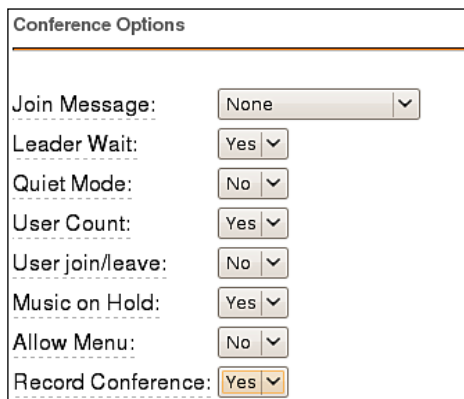 Conference Options
Join Message: None
Leader Wait: Yes
Quiet Mode: No
User Count: Yes
User join/leave: No
Music on Hold: Yes
Allow Menu: No
Record Conference: Yes